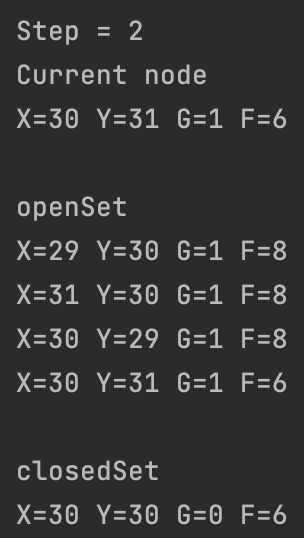 Step = 2
Current node
X=30 Y=31 G=1 F=6
openSet
X=29 Y=30 G=1 F=8
X=31 Y=30 G=1 F=8
X=30 Y=29 G=1 F=8
X=30 Y=31 G=1 F=6
closedSet
X=30 Y=30 G=0 F=6